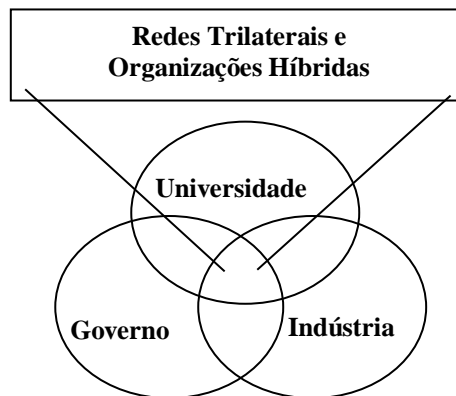 Redes Trilaterais e
Organizações Híbridas
Universidade
Governo
Indústria